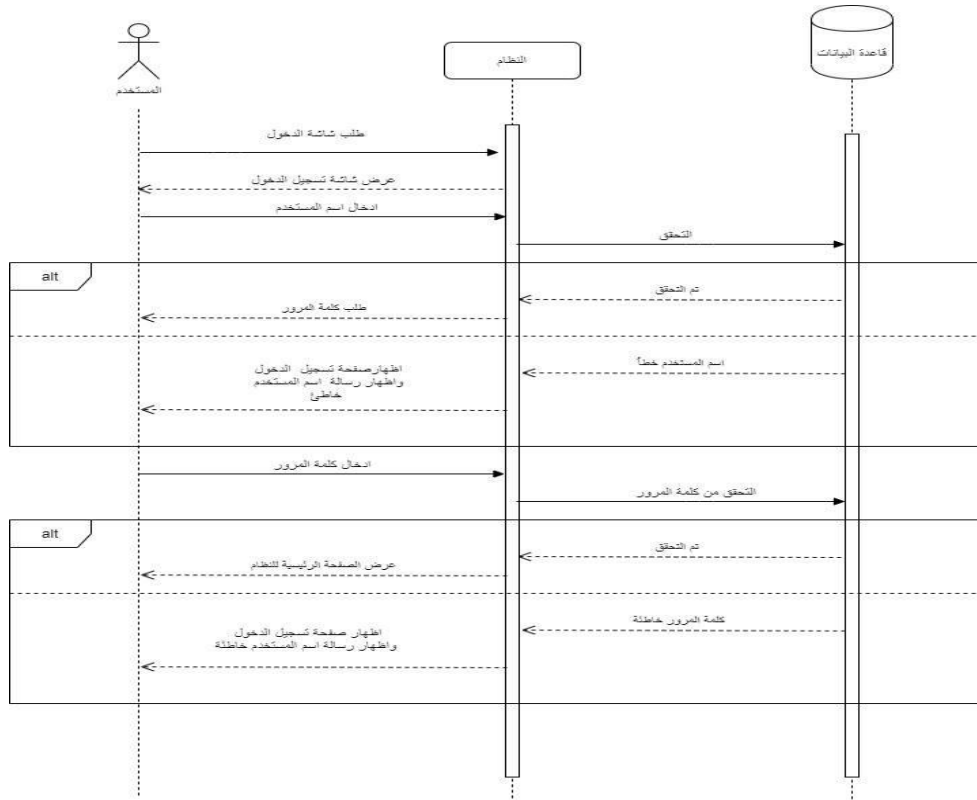 المستخدم
النظام
قاعدة البيانات
طلب شاشة الدخول
عرض شاشة تسجيل الدخول
ادخال اسم المستخدم
التحقق
alt
تم التحقق
طلب كلمة المرور
اسم المستخدم خطأ
اظهارصفحة تسجيل الدخول
واظهار رسالة اسم المستخدم
خاطئ
ادخال كلمة المرور
التحقق من كلمة المرور
alt
تم التحقق
عرض الصفحة الرئيسية للنظام
كلمة المرور خاطئة
اظهار صفحة تسجيل الدخول
واظهار رسالة اسم المستخدم خاطئة